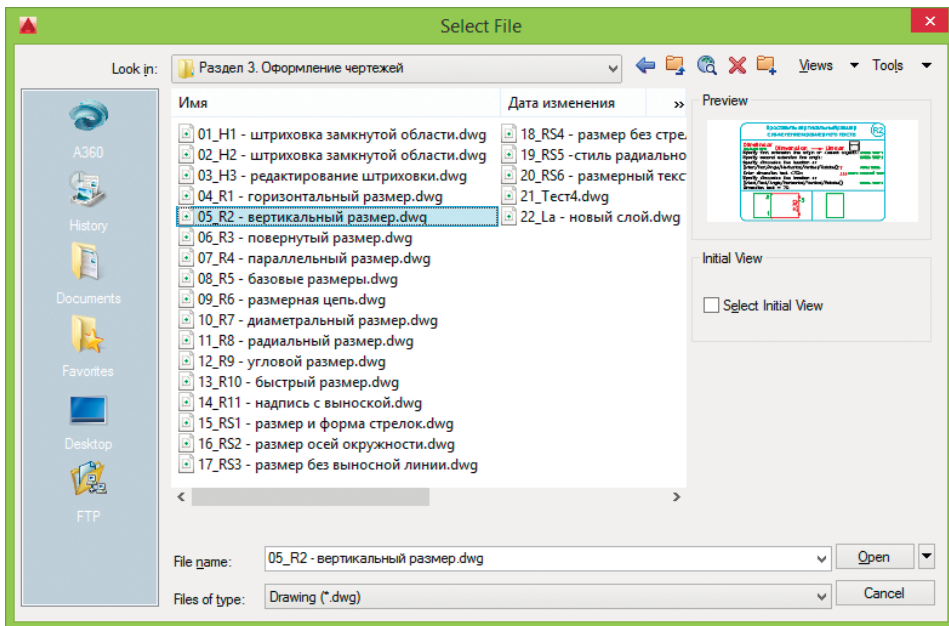 Select File
Look in:
Раздел 3. Оформление чертежей
Views
Tools
A360
History
Documents
Favorites
Desktop
FTP
Имя
Дата изменения
»
01_H1 - штриховка замкнутой области.dwg
02_H2 - штриховка замкнутой области.dwg
03_H3 - редактирование штриховки.dwg
04_R1 - горизонтальный размер.dwg
05_R2 - вертикальный размер.dwg
06_R3 - повернутый размер.dwg
07_R4 - параллельный размер.dwg
08_R5 - базовые размеры.dwg
09_R6 - размерная цепь.dwg
10_R7 - диаметральный размер.dwg
11_R8 - радиальный размер.dwg
12_R9 - угловой размер.dwg
13_R10 - быстрый размер.dwg
14_R11 - надпись с выноской.dwg
15_RS1 - размер и форма стрелок.dwg
16_RS2 - размер осей окружности.dwg
17_RS3 - размер без выносной линии.dwg
18_RS4 - размер без стре
19_RS5 -стиль радиально
20_RS6 - размерный текс
21_Тест4.dwg
22_La - новый слой.dwg
Preview
R2
Dimension Linear
Initial View
Select Initial View
File name:
05_R2 - вертикальный размер.dwg
Open
Files of type:
Drawing (*.dwg)
Cancel